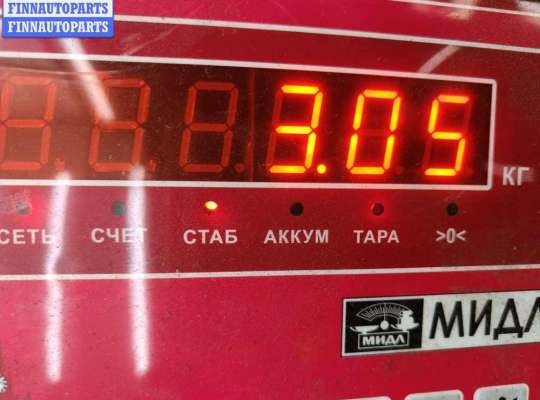 FINNAUTOPARTS
FINNAUTOPARTS
3.05
КГ
СЕТЬ СЧЕТ СТАБ АККУМ ТАРА >0<
МИДЛ МИДЛ